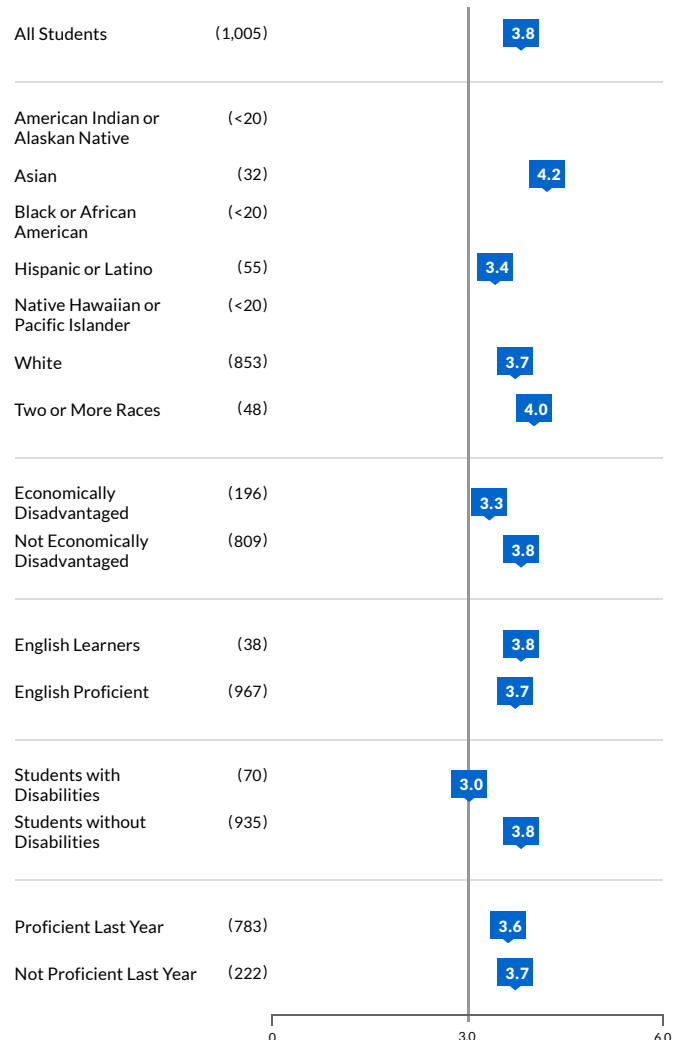 All Students (1,005) 3.8
American Indian or (<20)
Alaskan Native
Asian (32) 4.2
Black or African (<20)
American
Hispanic or Latino (55) 3.4
Native Hawaiian or (<20)
Pacific Islander
White (853) 3.7
Two or More Races (48) 4.0
Economically (196) 3.3
Disadvantaged
Not Economically (809) 3.8
Disadvantaged
English Learners (38) 3.8
English Proficient (967) 3.7
Students with (70) 3.0
Disabilities
Students without (935) 3.8
Disabilities
Proficient Last Year (783) 3.6
Not Proficient Last Year (222) 3.7
0 3.0 6.0